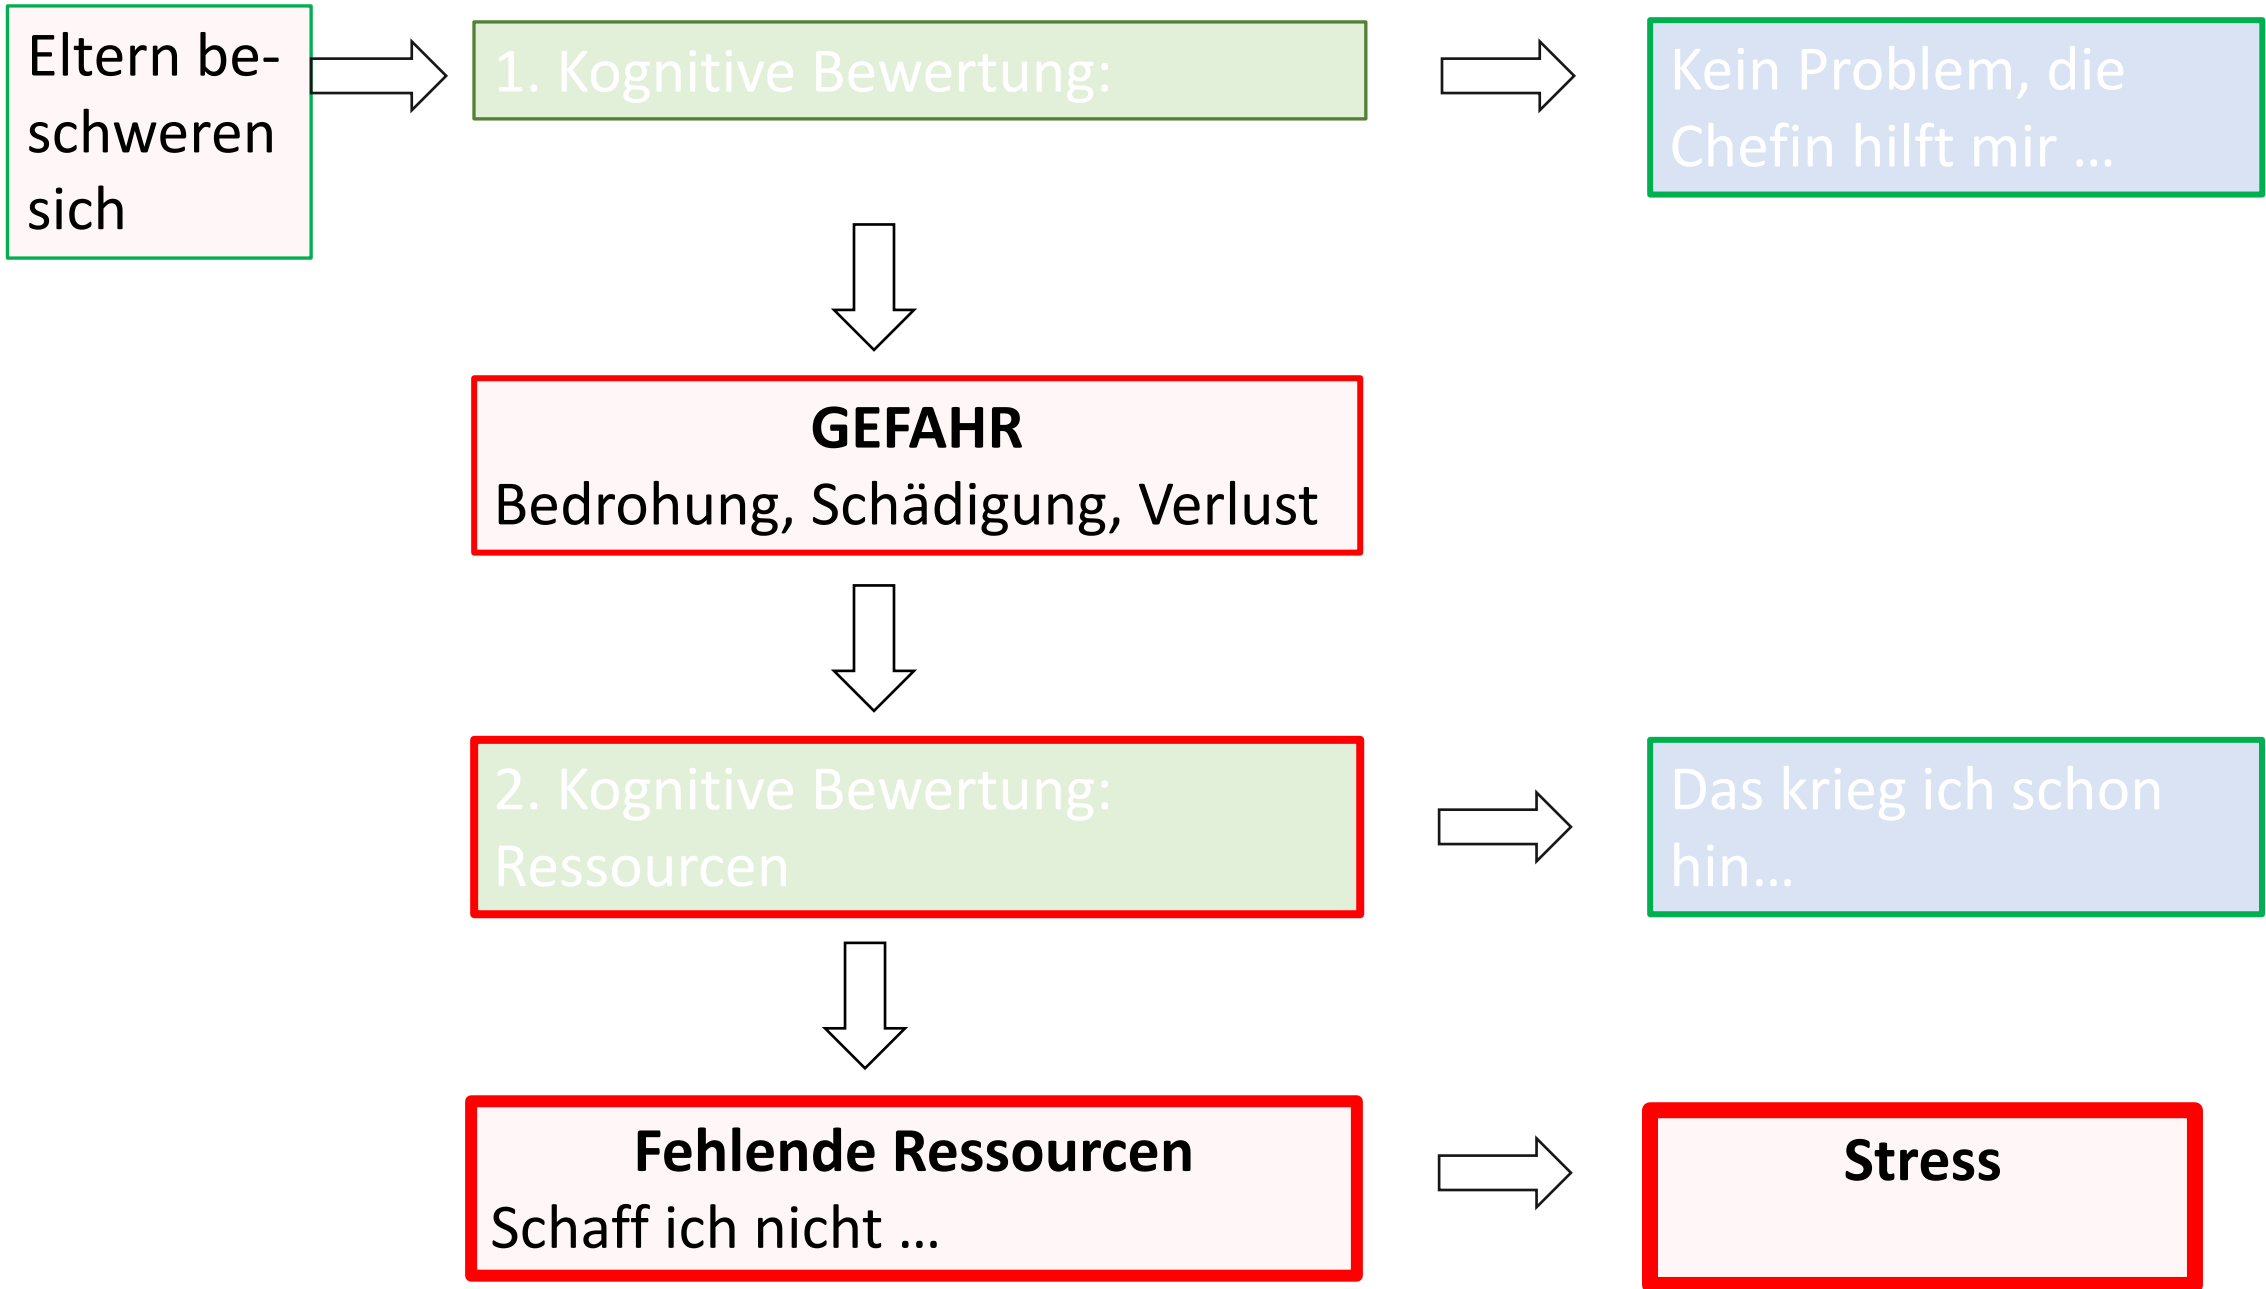 Eltern be-
schweren
sich
1. Kognitive Bewertung:
Kein Problem, die
Chefin hilft mir …
GEFAHR
Bedrohung, Schädigung, Verlust
2. Kognitive Bewertung:
Ressourcen
Das krieg ich schon
hin…
Fehlende Ressourcen
Schaff ich nicht …
Stress